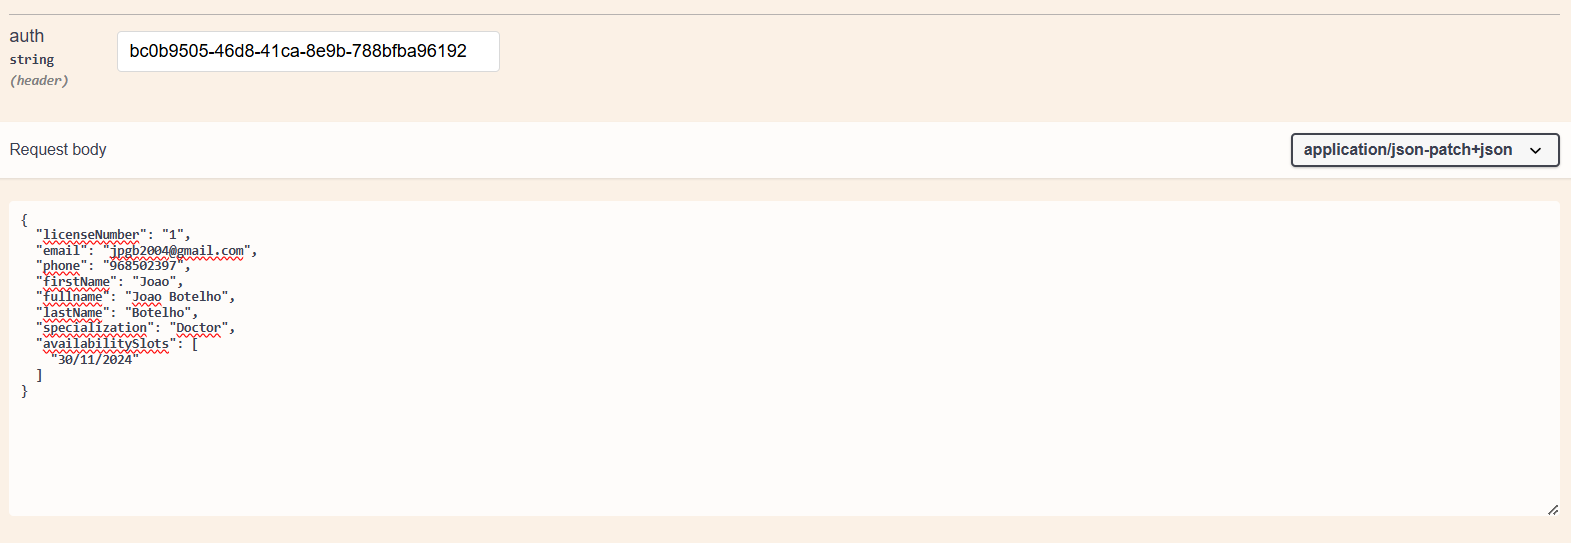 auth
string
(header)
bc0b9505-46d8-41ca-8e9b-788bfba96192
Request body
application/json-patch+json
{
  "licenseNumber": "1",
  "email": "jpgb2004@gmail.com",
  "phone": "968502397",
  "firstName": "Joao",
  "fullname": "Joao Botelho",
  "lastName": "Botelho",
  "specialization": "Doctor",
  "availabilitySlots": [
    "30/11/2024"
  ]
}